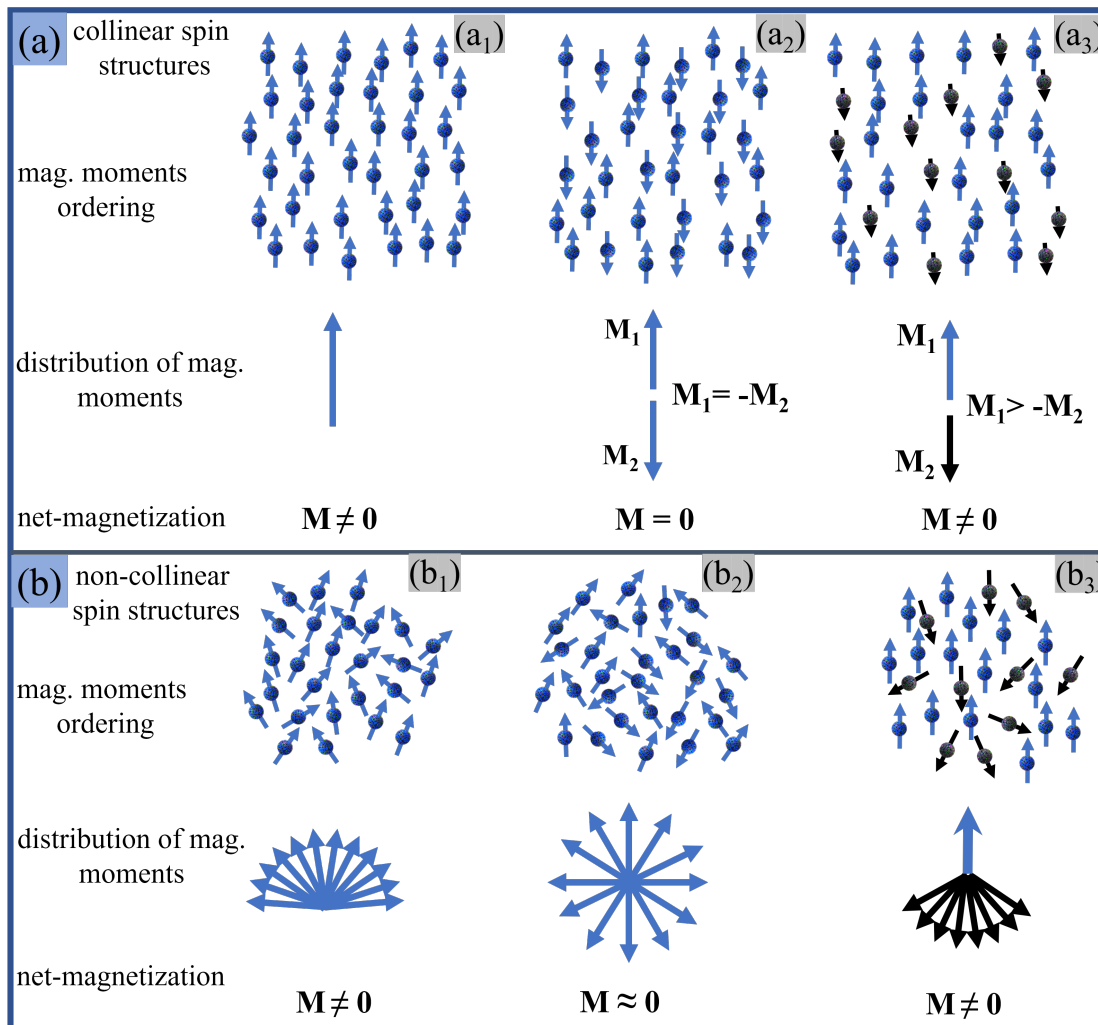 (a)
collinear spin
structures
(a₁)
(a₂)
(a₃)
mag. moments
ordering
distribution of mag.
moments
M₁
M₂
M₁= -M₂
M₁
M₂
M₁> -M₂
net-magnetization
M ≠ 0
M = 0
M ≠ 0
(b)
non-collinear
spin structures
(b₁)
(b₂)
(b₃)
mag. moments
ordering
distribution of mag.
moments
net-magnetization
M ≠ 0
M ≈ 0
M ≠ 0